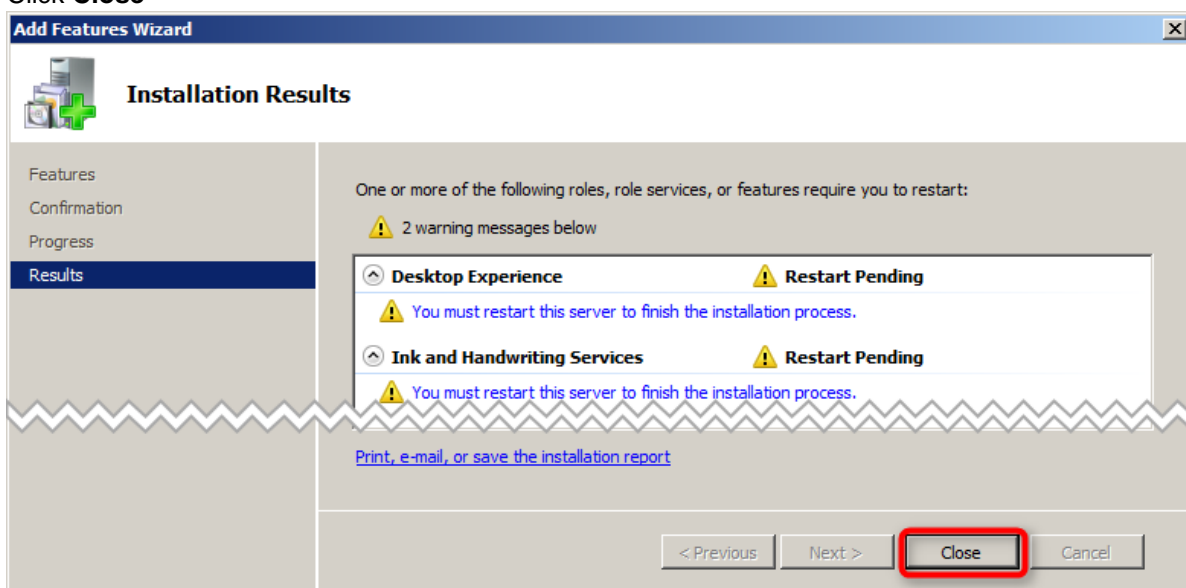 Click Close
Add Features Wizard
Installation Results
Features
Confirmation
Progress
Results
One or more of the following roles, role services, or features require you to restart:
2 warning messages below
Desktop Experience Restart Pending
You must restart this server to finish the installation process.
Ink and Handwriting Services Restart Pending
You must restart this server to finish the installation process.
Print, e-mail, or save the installation report
< Previous Next > Close Cancel